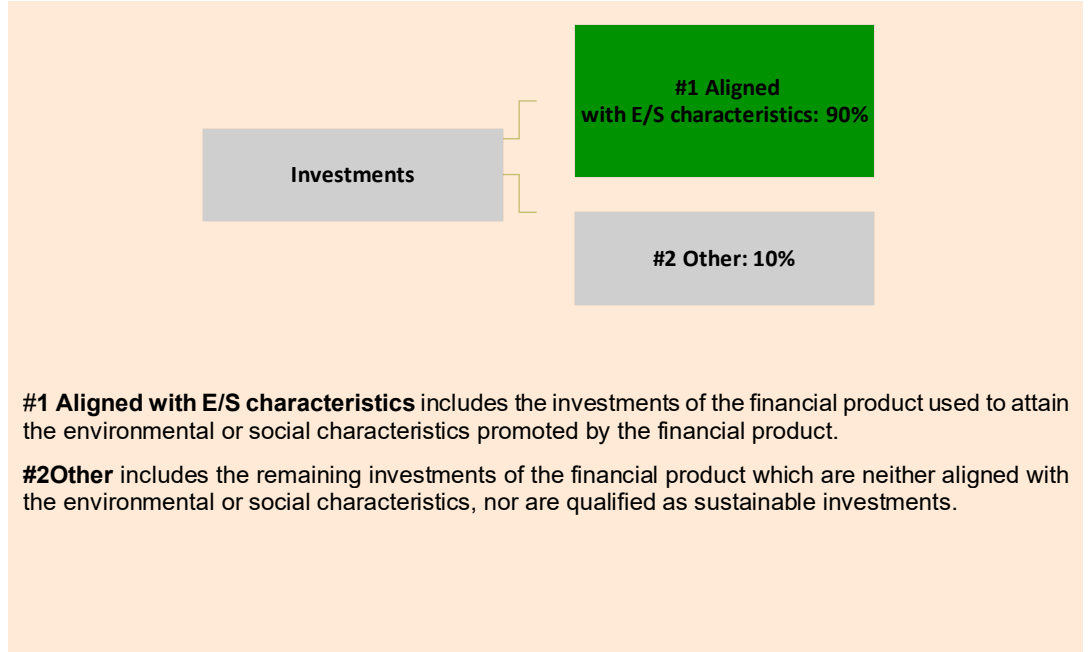 #1 Aligned
with E/S characteristics: 90%
Investments
#2 Other: 10%
#1 Aligned with E/S characteristics includes the investments of the financial product used to attain
the environmental or social characteristics promoted by the financial product.
#2Other includes the remaining investments of the financial product which are neither aligned with
the environmental or social characteristics, nor are qualified as sustainable investments.